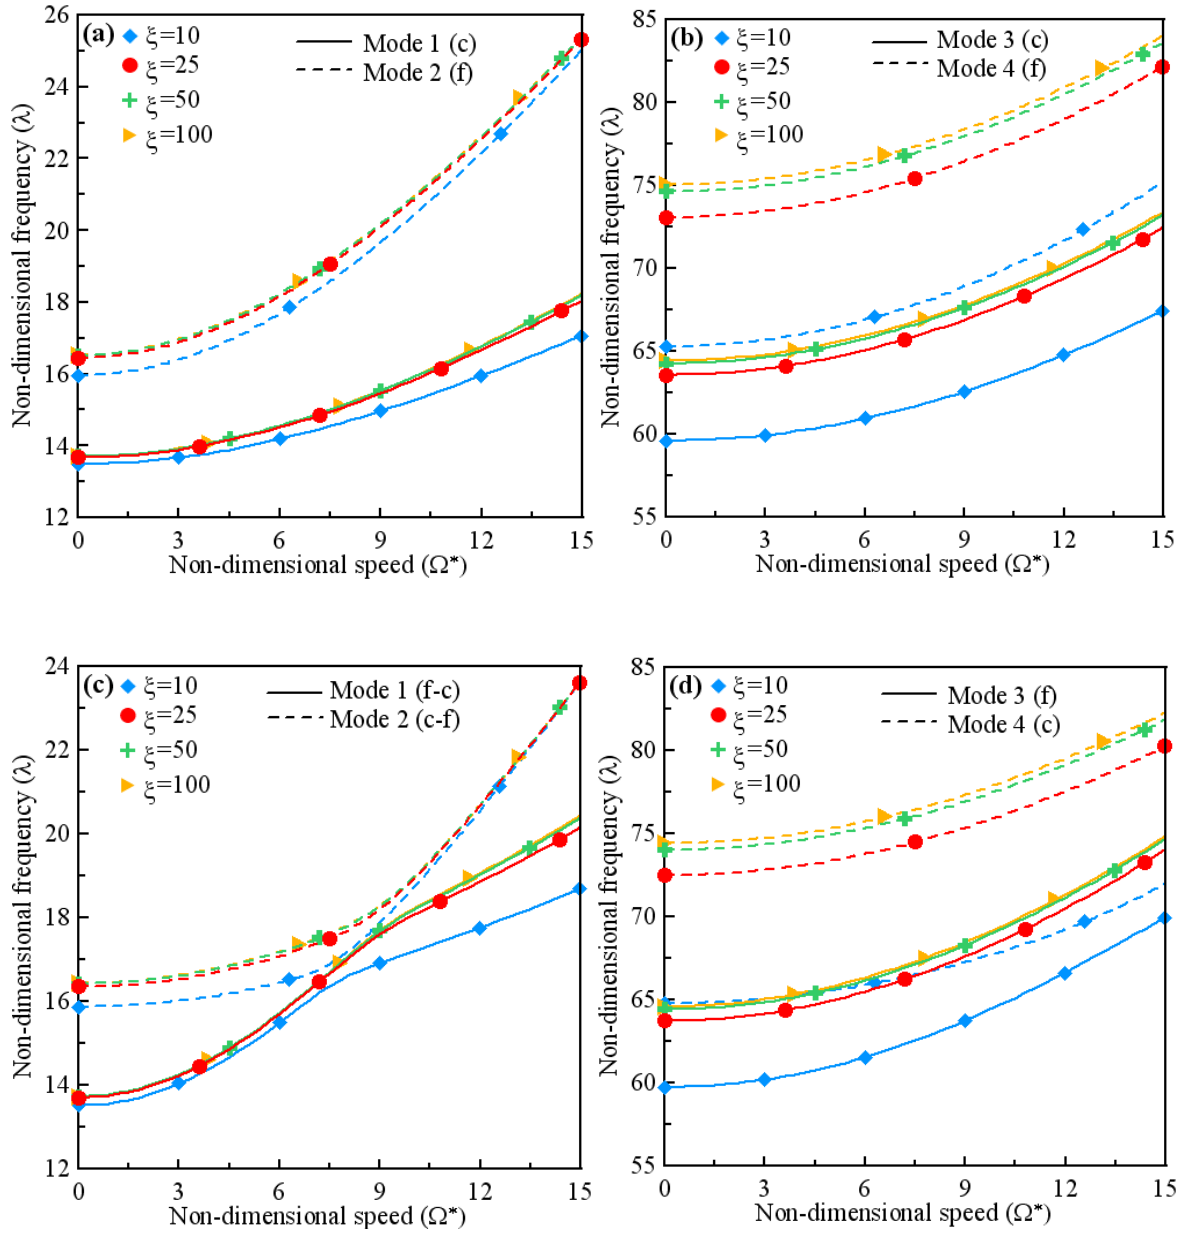 (a)
ξ=10
ξ=25
ξ=50
ξ=100
Mode 1 (c)
Mode 2 (f)
26
24
22
20
18
16
14
12
Non-dimensional frequency (λ)
0 3 6 9 12 15
Non-dimensional speed (Ω*)
(b)
ξ=10
ξ=25
ξ=50
ξ=100
Mode 3 (c)
Mode 4 (f)
85
80
75
70
65
60
55
Non-dimensional frequency (λ)
0 3 6 9 12 15
Non-dimensional speed (Ω*)
(c)
ξ=10
ξ=25
ξ=50
ξ=100
Mode 1 (f-c)
Mode 2 (c-f)
24
22
20
18
16
14
12
Non-dimensional frequency (λ)
0 3 6 9 12 15
Non-dimensional speed (Ω*)
(d)
ξ=10
ξ=25
ξ=50
ξ=100
Mode 3 (f)
Mode 4 (c)
85
80
75
70
65
60
55
Non-dimensional frequency (λ)
0 3 6 9 12 15
Non-dimensional speed (Ω*)